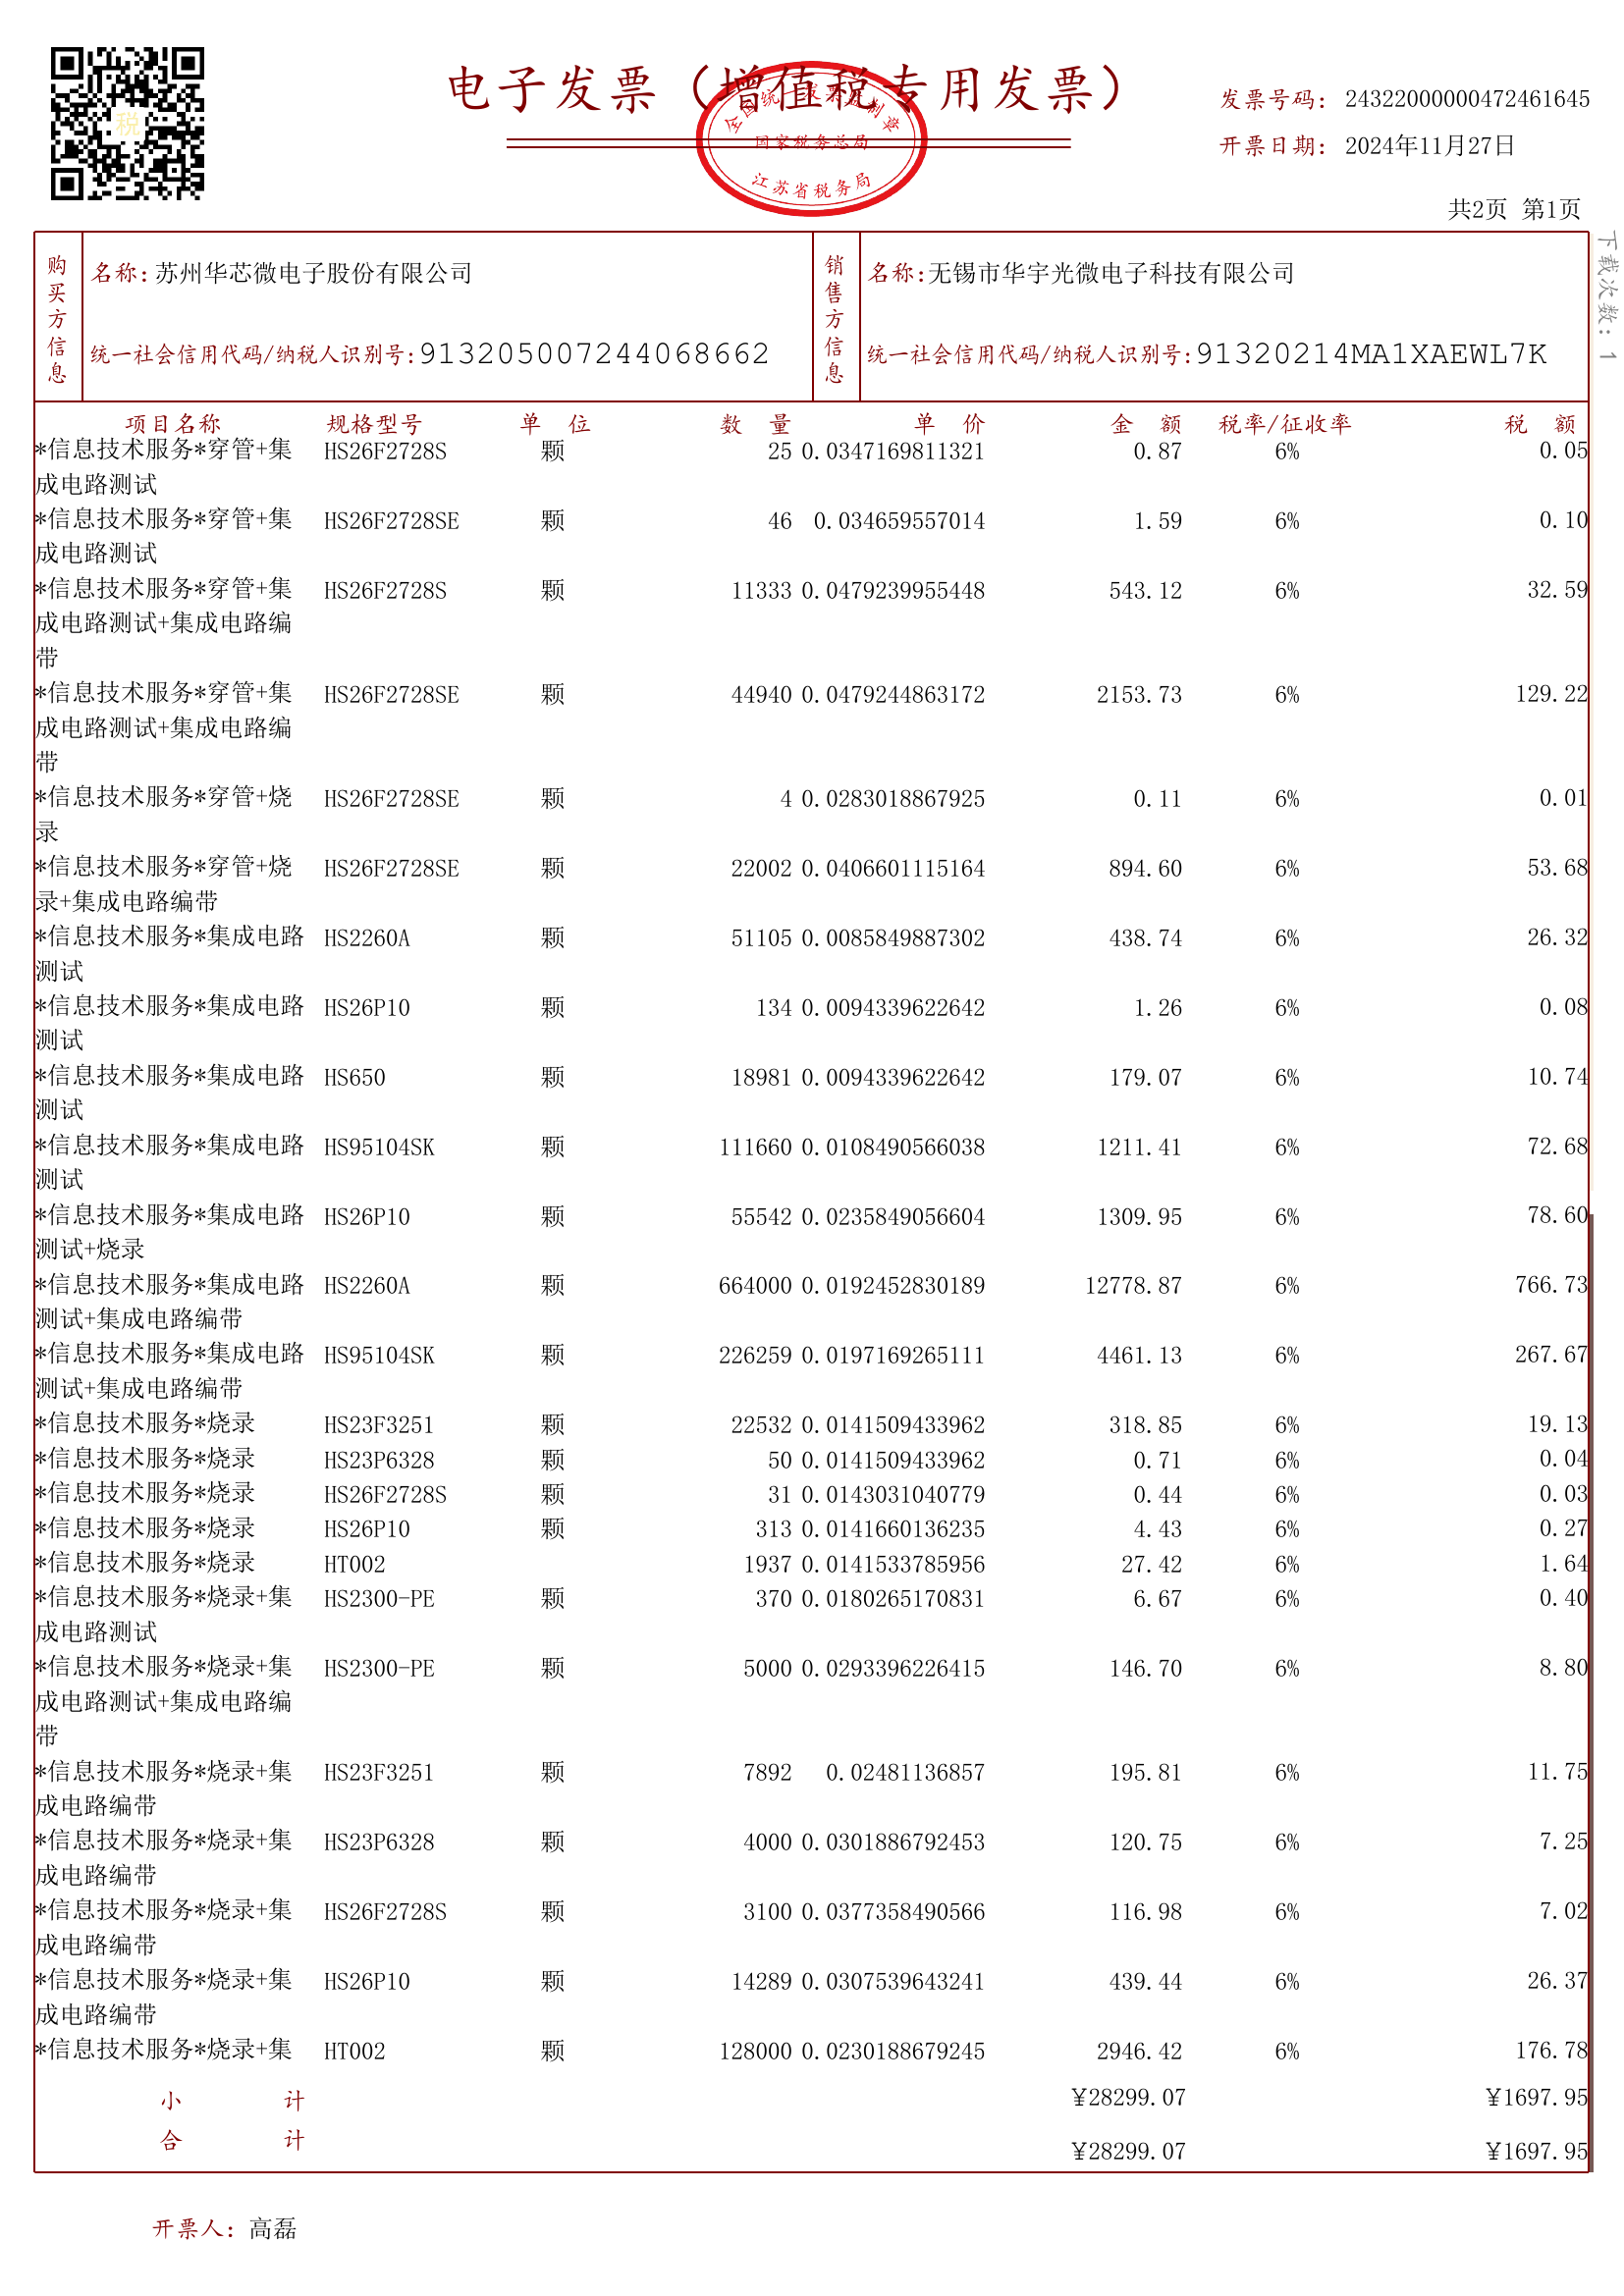 电子发票（增值税专用发票）
全国统一发票监制章
国家税务总局
江苏省税务局
税
发票号码：24322000000472461645
开票日期：2024年11月27日
共2页 第1页
下载次数：1
购买方信息
名称：苏州华芯微电子股份有限公司
统一社会信用代码/纳税人识别号：913205007244068662
销售方信息
名称：无锡市华宇光微电子科技有限公司
统一社会信用代码/纳税人识别号：91320214MA1XAEWL7K
项目名称 规格型号 单 位 数 量 单 价 金 额 税率/征收率 税 额
*信息技术服务*穿管+集 HS26F2728S 颗 25 0.0347169811321 0.87 6% 0.05
成电路测试
*信息技术服务*穿管+集 HS26F2728SE 颗 46 0.034659557014 1.59 6% 0.10
成电路测试
*信息技术服务*穿管+集 HS26F2728S 颗 11333 0.0479239955448 543.12 6% 32.59
成电路测试+集成电路编
带
*信息技术服务*穿管+集 HS26F2728SE 颗 44940 0.0479244863172 2153.73 6% 129.22
成电路测试+集成电路编
带
*信息技术服务*穿管+烧 HS26F2728SE 颗 4 0.0283018867925 0.11 6% 0.01
录
*信息技术服务*穿管+烧 HS26F2728SE 颗 22002 0.0406601115164 894.60 6% 53.68
录+集成电路编带
*信息技术服务*集成电路 HS2260A 颗 51105 0.0085849887302 438.74 6% 26.32
测试
*信息技术服务*集成电路 HS26P10 颗 134 0.0094339622642 1.26 6% 0.08
测试
*信息技术服务*集成电路 HS650 颗 18981 0.0094339622642 179.07 6% 10.74
测试
*信息技术服务*集成电路 HS95104SK 颗 111660 0.0108490566038 1211.41 6% 72.68
测试
*信息技术服务*集成电路 HS26P10 颗 55542 0.0235849056604 1309.95 6% 78.60
测试+烧录
*信息技术服务*集成电路 HS2260A 颗 664000 0.0192452830189 12778.87 6% 766.73
测试+集成电路编带
*信息技术服务*集成电路 HS95104SK 颗 226259 0.0197169265111 4461.13 6% 267.67
测试+集成电路编带
*信息技术服务*烧录 HS23F3251 颗 22532 0.0141509433962 318.85 6% 19.13
*信息技术服务*烧录 HS23P6328 颗 50 0.0141509433962 0.71 6% 0.04
*信息技术服务*烧录 HS26F2728S 颗 31 0.0143031040779 0.44 6% 0.03
*信息技术服务*烧录 HS26P10 颗 313 0.0141660136235 4.43 6% 0.27
*信息技术服务*烧录 HT002 1937 0.0141533785956 27.42 6% 1.64
*信息技术服务*烧录+集 HS2300-PE 颗 370 0.0180265170831 6.67 6% 0.40
成电路测试
*信息技术服务*烧录+集 HS2300-PE 颗 5000 0.0293396226415 146.70 6% 8.80
成电路测试+集成电路编
带
*信息技术服务*烧录+集 HS23F3251 颗 7892 0.02481136857 195.81 6% 11.75
成电路编带
*信息技术服务*烧录+集 HS23P6328 颗 4000 0.0301886792453 120.75 6% 7.25
成电路编带
*信息技术服务*烧录+集 HS26F2728S 颗 3100 0.0377358490566 116.98 6% 7.02
成电路编带
*信息技术服务*烧录+集 HS26P10 颗 14289 0.0307539643241 439.44 6% 26.37
成电路编带
*信息技术服务*烧录+集 HT002 颗 128000 0.0230188679245 2946.42 6% 176.78
小 计 ¥28299.07 ¥1697.95
合 计 ¥28299.07 ¥1697.95
开票人：高磊